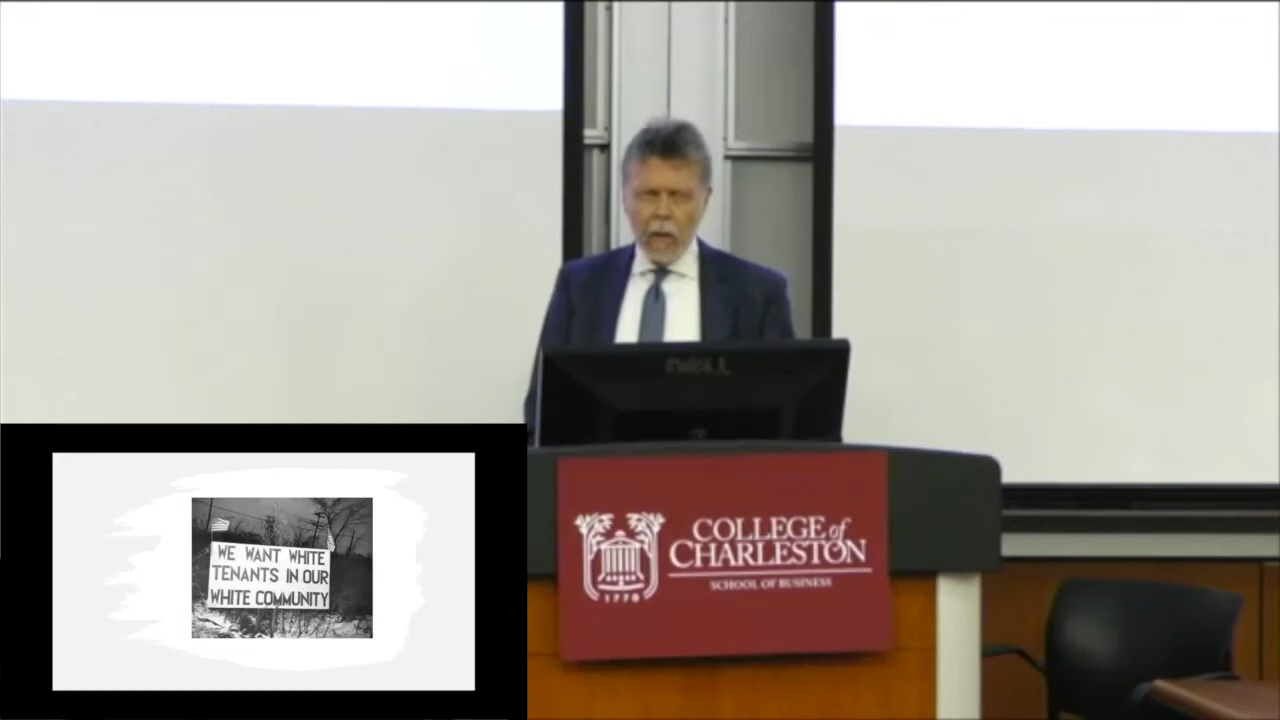 DELL
COLLEGE of
CHARLESTON
SCHOOL OF BUSINESS
1770
WE WANT WHITE
TENANTS IN OUR
WHITE COMMUNITY